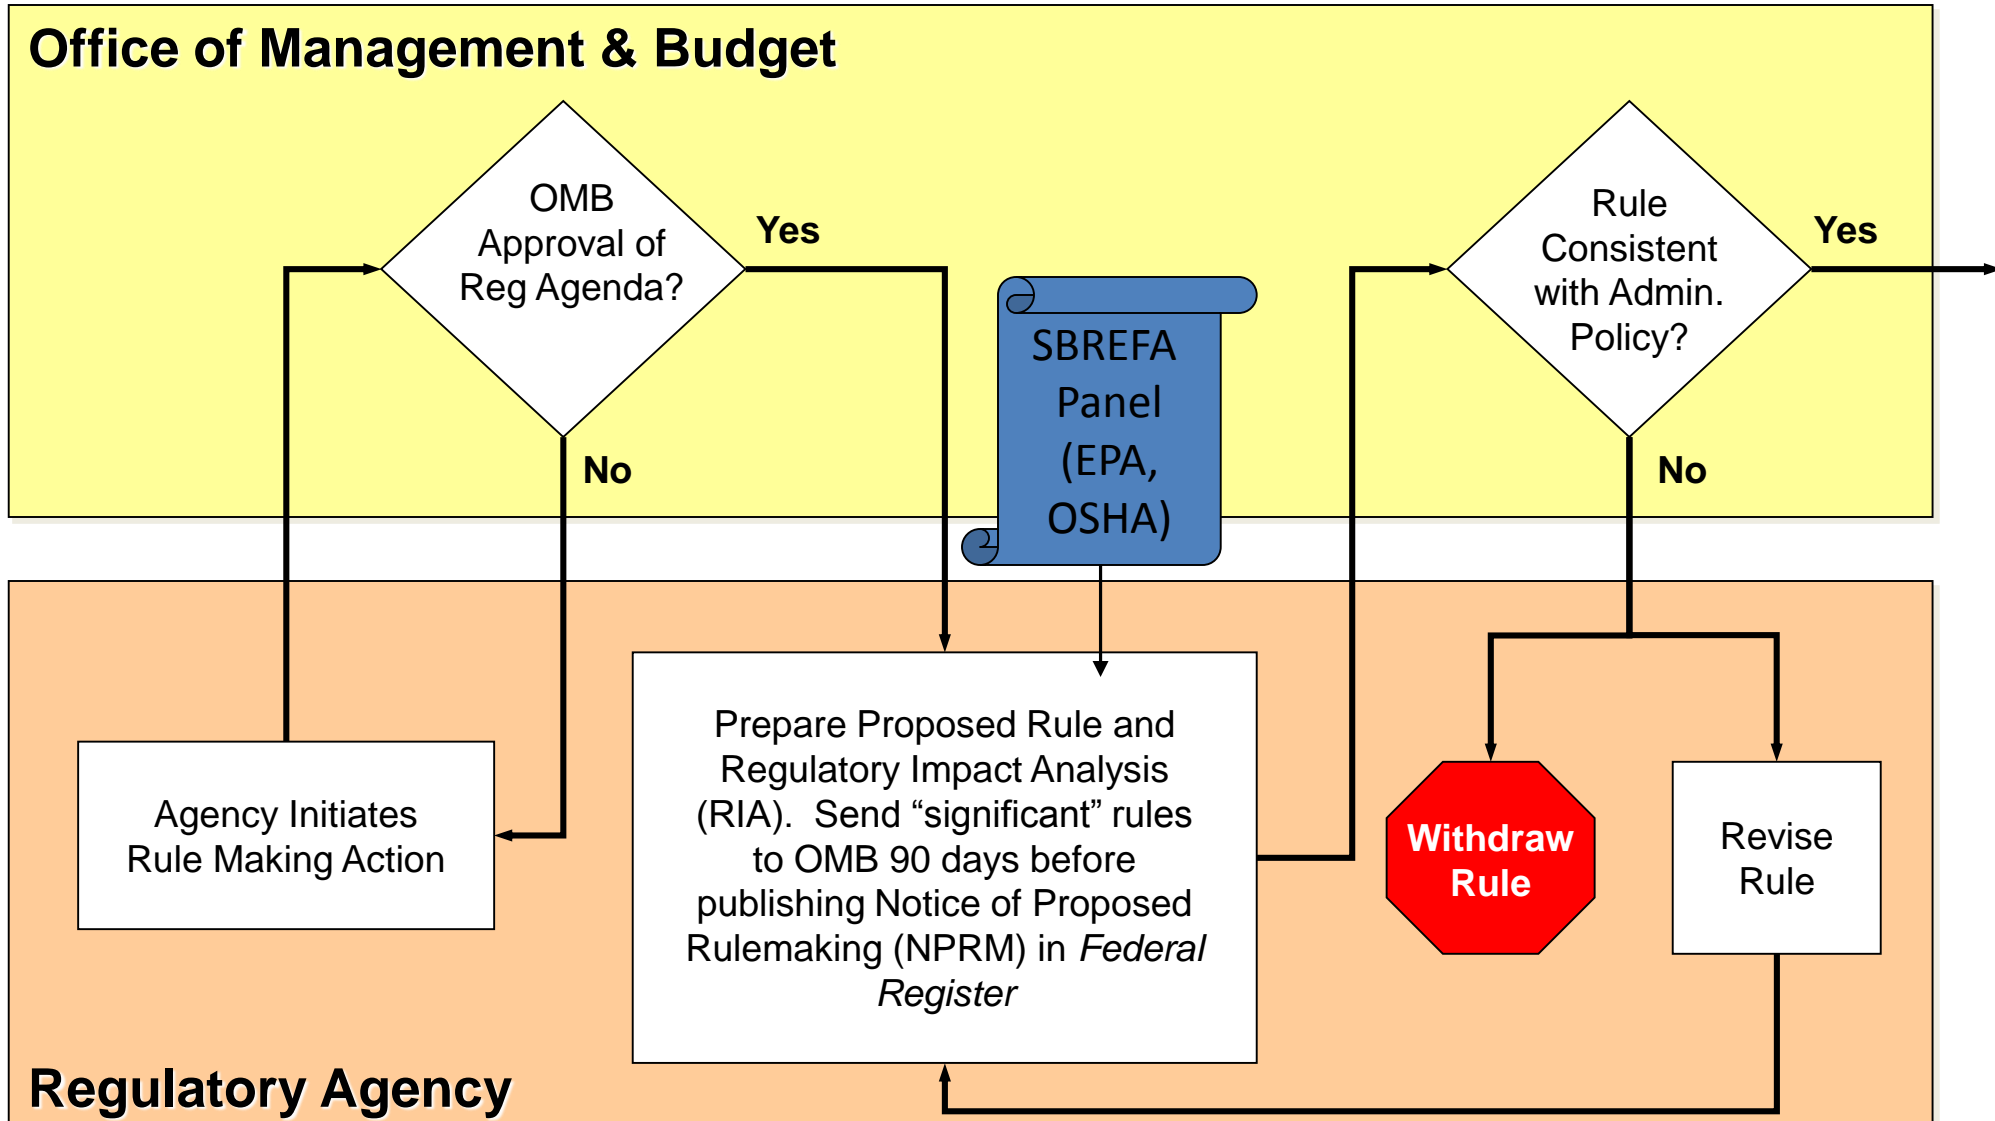 Office of Management & Budget
OMB
Approval of
Reg Agenda?
Yes
No
SBREFA
Panel
(EPA,
OSHA)
Rule
Consistent
with Admin.
Policy?
Yes
No
Agency Initiates
Rule Making Action
Prepare Proposed Rule and
Regulatory Impact Analysis
(RIA).  Send “significant” rules
to OMB 90 days before
publishing Notice of Proposed
Rulemaking (NPRM) in Federal
Register
Withdraw
Rule
Revise
Rule
Regulatory Agency